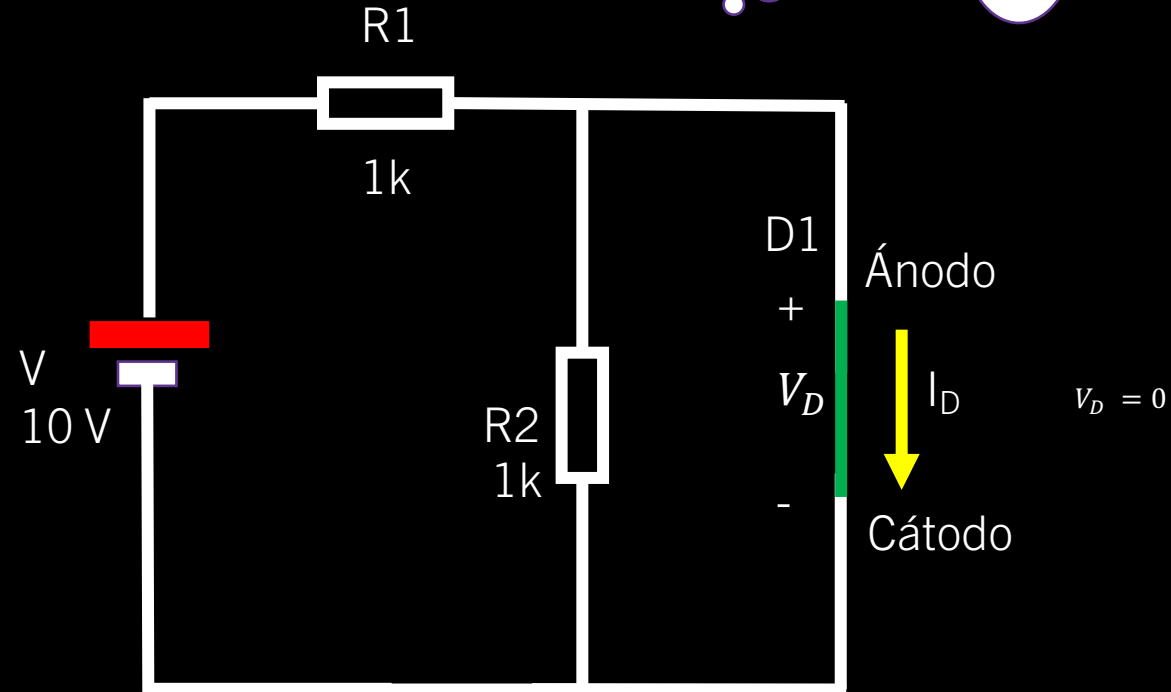 R1
1k
D1
Ánodo
+
V
10 V
V_D
I_D
V_D = 0
R2
1k
-
Cátodo